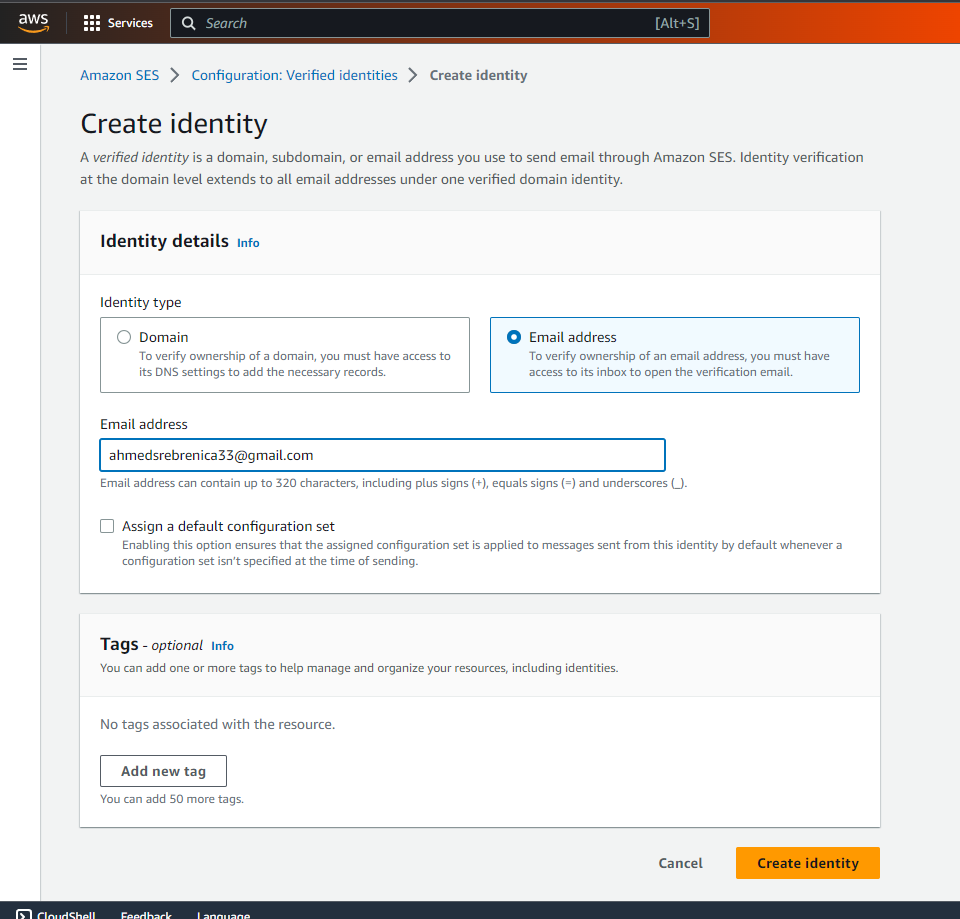 aws Services Search [Alt+S]
Amazon SES > Configuration: Verified identities > Create identity
Create identity
A verified identity is a domain, subdomain, or email address you use to send email through Amazon SES. Identity verification
at the domain level extends to all email addresses under one verified domain identity.
Identity details Info
Identity type
Domain
To verify ownership of a domain, you must have access to
its DNS settings to add the necessary records.
Email address
To verify ownership of an email address, you must have
access to its inbox to open the verification email.
Email address
ahmedsrebrenica33@gmail.com
Email address can contain up to 320 characters, including plus signs (+), equals signs (=) and underscores (_).
Assign a default configuration set
Enabling this option ensures that the assigned configuration set is applied to messages sent from this identity by default whenever a
configuration set isn't specified at the time of sending.
Tags - optional Info
You can add one or more tags to help manage and organize your resources, including identities.
No tags associated with the resource.
Add new tag
You can add 50 more tags.
Cancel Create identity
CloudShell Feedback Language